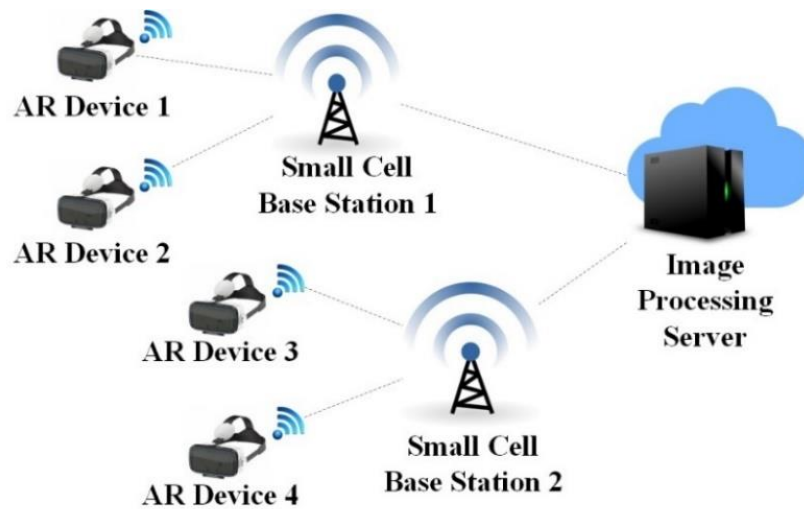 AR Device 1
Small Cell
Base Station 1
AR Device 2
Image
Processing
Server
AR Device 3
Small Cell
Base Station 2
AR Device 4